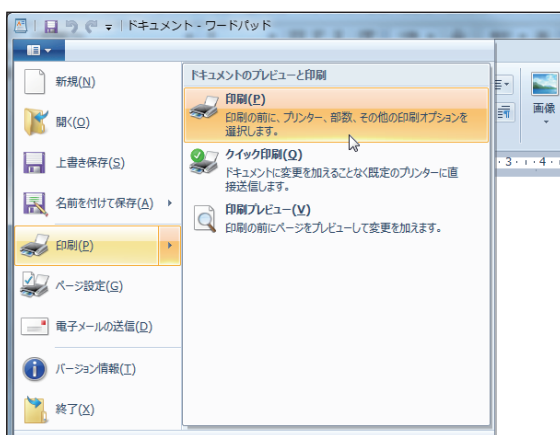 ドキュメント - ワードパッド
新規(N)
開く(O)
上書き保存(S)
名前を付けて保存(A)
印刷(P)
ページ設定(G)
電子メールの送信(D)
バージョン情報(T)
終了(X)
ドキュメントのプレビューと印刷
印刷(P)
印刷の前に、プリンター、部数、その他の印刷オプションを
選択します。
クイック印刷(Q)
ドキュメントに変更を加えることなく既定のプリンターに直
接送信します。
印刷プレビュー(V)
印刷の前にページをプレビューして変更を加えます。
画像
· 3 · ı · 4 ·